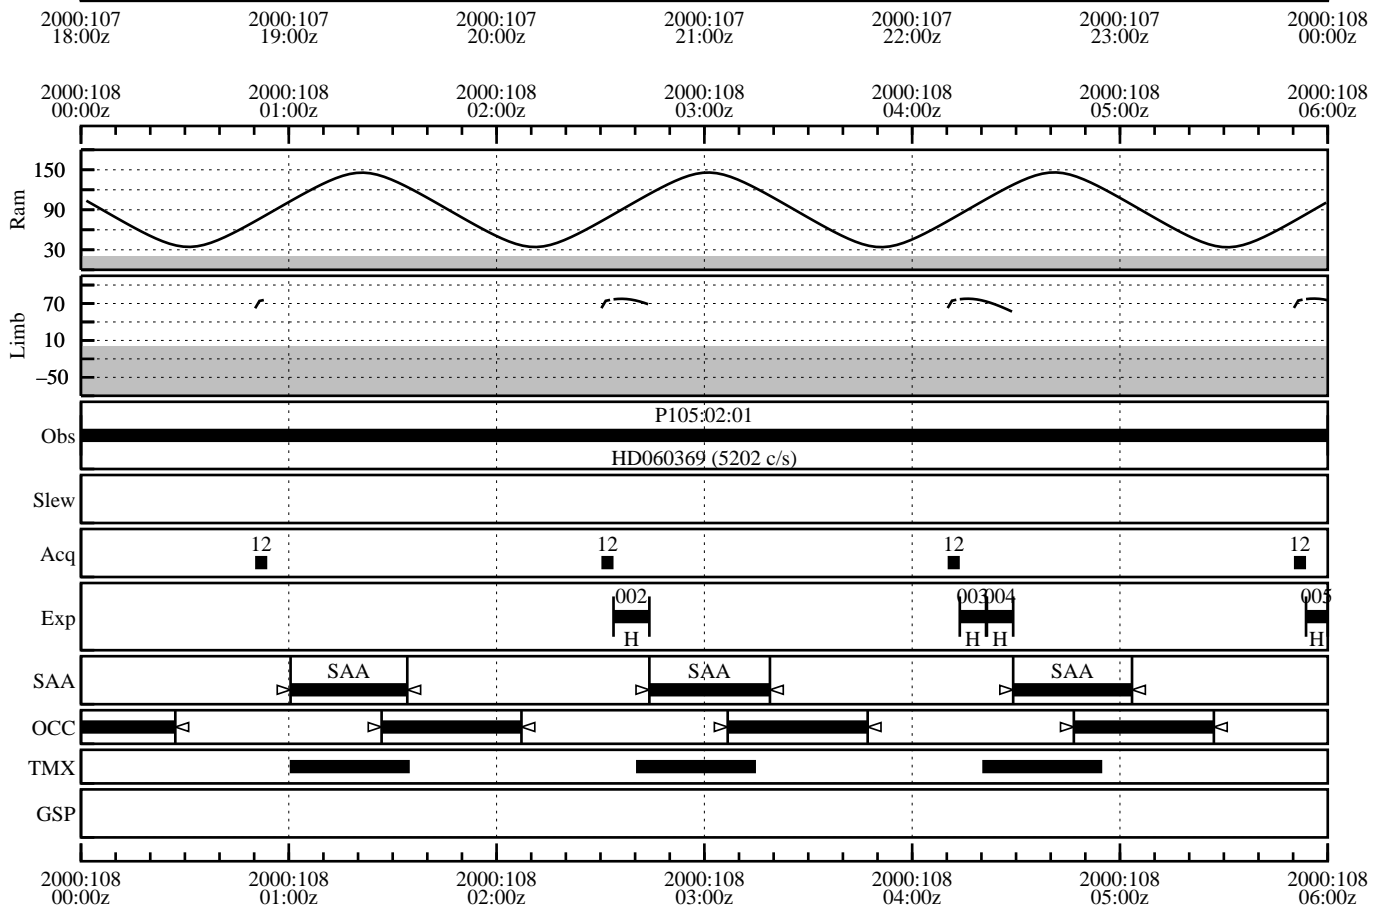 2000:107 2000:107 2000:107 2000:107 2000:107 2000:107 2000:108
18:00z 19:00z 20:00z 21:00z 22:00z 23:00z 00:00z
2000:108 2000:108 2000:108 2000:108 2000:108 2000:108 2000:108
00:00z 01:00z 02:00z 03:00z 04:00z 05:00z 06:00z
Ram
150
90
30
Limb
70
10
−50
P105:02:01
Obs
HD060369 (5202 c/s)
Slew
Acq
12 12 12 12
Exp
002 003 004 005
H H H H
SAA
SAA SAA SAA
OCC
TMX
GSP
2000:108 2000:108 2000:108 2000:108 2000:108 2000:108 2000:108
00:00z 01:00z 02:00z 03:00z 04:00z 05:00z 06:00z